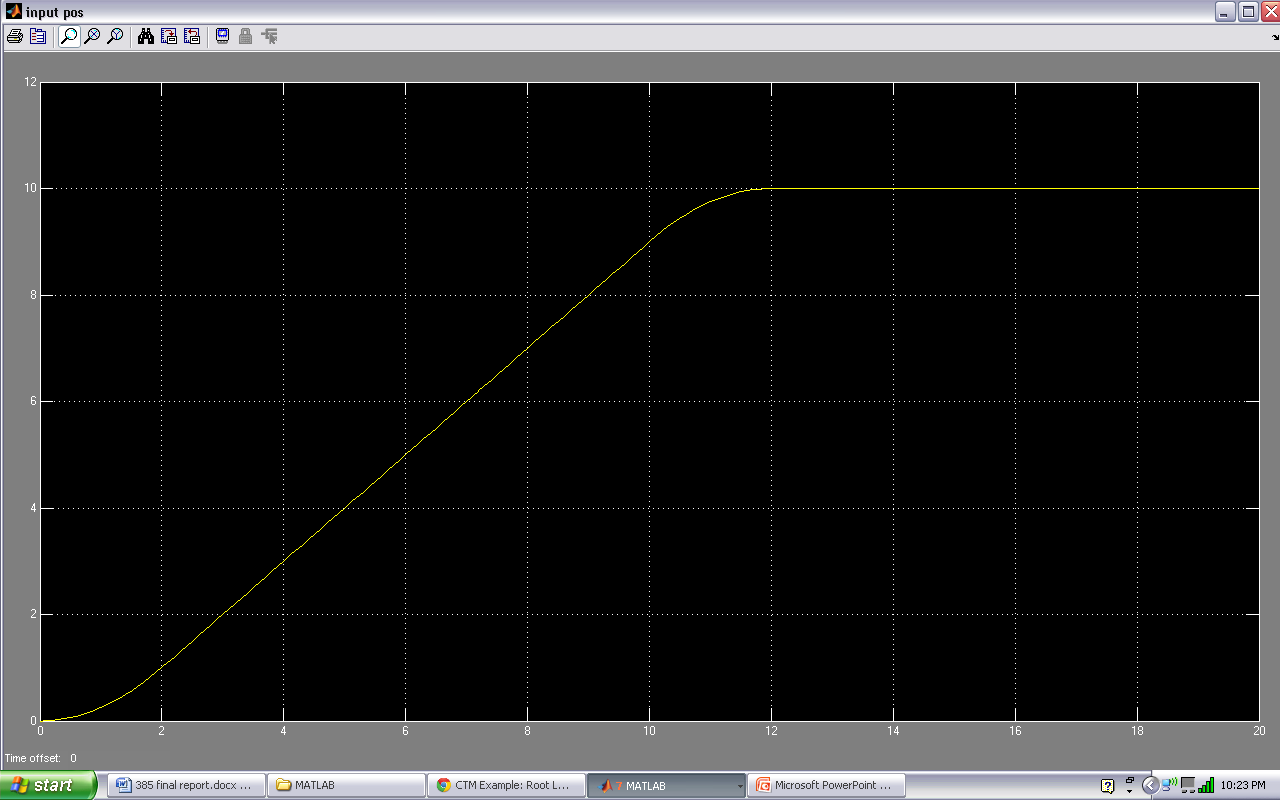 input pos
12
10
8
6
4
2
0
0 2 4 6 8 10 12 14 16 18 20
Time offset: 0
start 385 final report.docx ... MATLAB CTM Example: Root L... 7 MATLAB Microsoft PowerPoint ... 10:23 PM